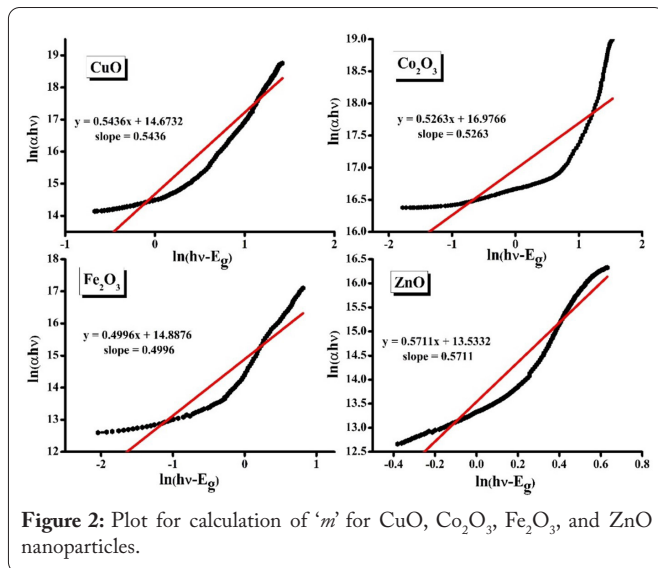 CuO
ln(αhν)
19
18
17
16
15
14
y = 0.5436x + 14.6732
slope = 0.5436
-1
0
1
2
ln(hν-Eg)
Co₂O₃
ln(αhν)
19.0
18.5
18.0
17.5
17.0
16.5
16.0
y = 0.5263x + 16.9766
slope = 0.5263
-2
-1
0
1
2
ln(hν-Eg)
Fe₂O₃
ln(αhν)
18
17
16
15
14
13
12
y = 0.4996x + 14.8876
slope = 0.4996
-2
-1
0
1
ln(hν-Eg)
ZnO
ln(αhν)
16.5
16.0
15.5
15.0
14.5
14.0
13.5
13.0
12.5
y = 0.5711x + 13.5332
slope = 0.5711
-0.4
-0.2
0.0
0.2
0.4
0.6
0.8
ln(hν-Eg)
Figure 2: Plot for calculation of ‘m’ for CuO, Co₂O₃, Fe₂O₃, and ZnO
nanoparticles.